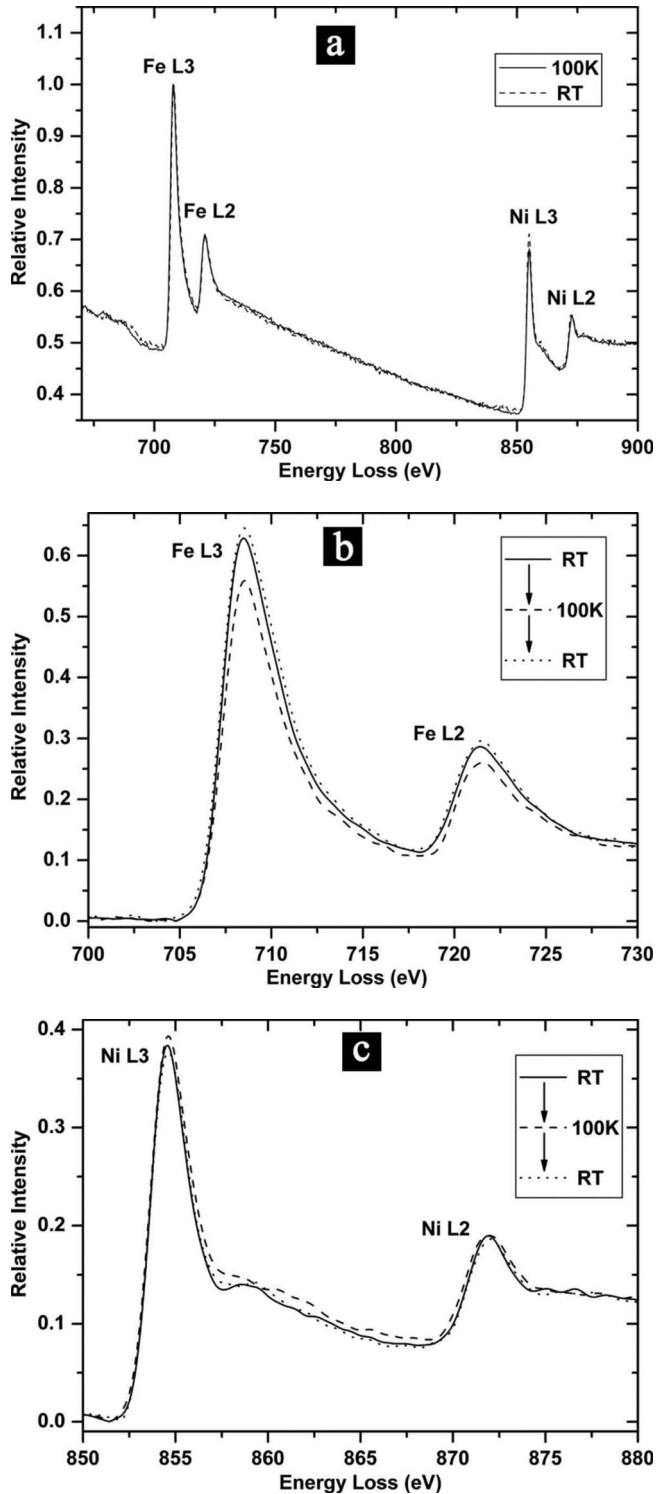 a
1.1
1.0
0.9
0.8
0.7
0.6
0.5
0.4
Relative Intensity
Fe L3
Fe L2
Ni L3
Ni L2
100K
RT
700 750 800 850 900
Energy Loss (eV)
b
0.6
0.5
0.4
0.3
0.2
0.1
0.0
Relative Intensity
Fe L3
Fe L2
RT
100K
RT
700 705 710 715 720 725 730
Energy Loss (eV)
c
0.4
0.3
0.2
0.1
0.0
Relative Intensity
Ni L3
Ni L2
RT
100K
RT
850 855 860 865 870 875 880
Energy Loss (eV)